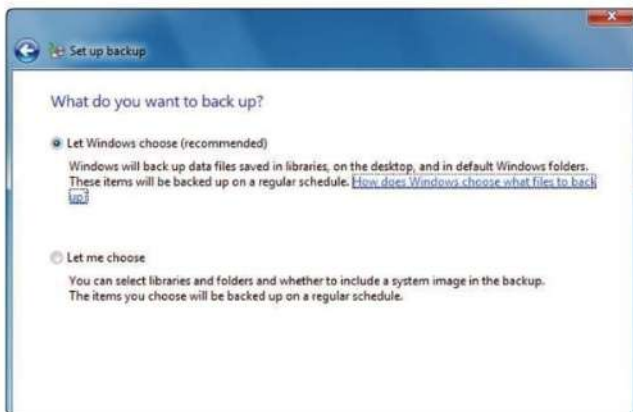 Set up backup
What do you want to back up?
Let Windows choose (recommended)
Windows will back up data files saved in libraries, on the desktop, and in default Windows folders.
These items will be backed up on a regular schedule. How does Windows choose what files to back
up?
Let me choose
You can select libraries and folders and whether to include a system image in the backup.
The items you choose will be backed up on a regular schedule.